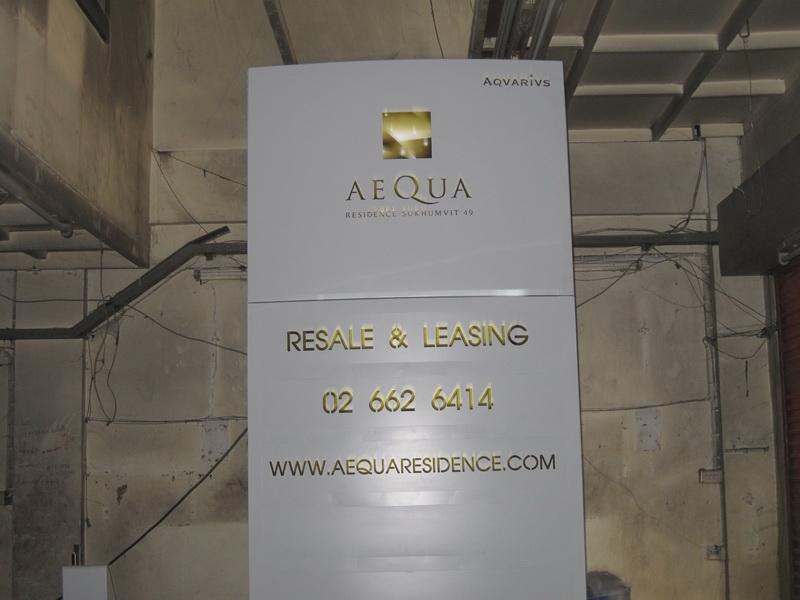 AQVARIVS
AEQUA
RESIDENCE SUKHUMVIT 49
RESALE & LEASING
02 662 6414
WWW.AEQUARESIDENCE.COM